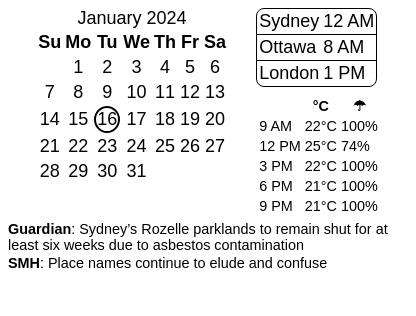 January 2024
Su Mo Tu We Th Fr Sa
1 2 3 4 5 6
7 8 9 10 11 12 13
14 15 16 17 18 19 20
21 22 23 24 25 26 27
28 29 30 31
Sydney 12 AM
Ottawa 8 AM
London 1 PM
°C ☂
9 AM 22°C 100%
12 PM 25°C 74%
3 PM 22°C 100%
6 PM 21°C 100%
9 PM 21°C 100%
Guardian: Sydney’s Rozelle parklands to remain shut for at
least six weeks due to asbestos contamination
SMH: Place names continue to elude and confuse